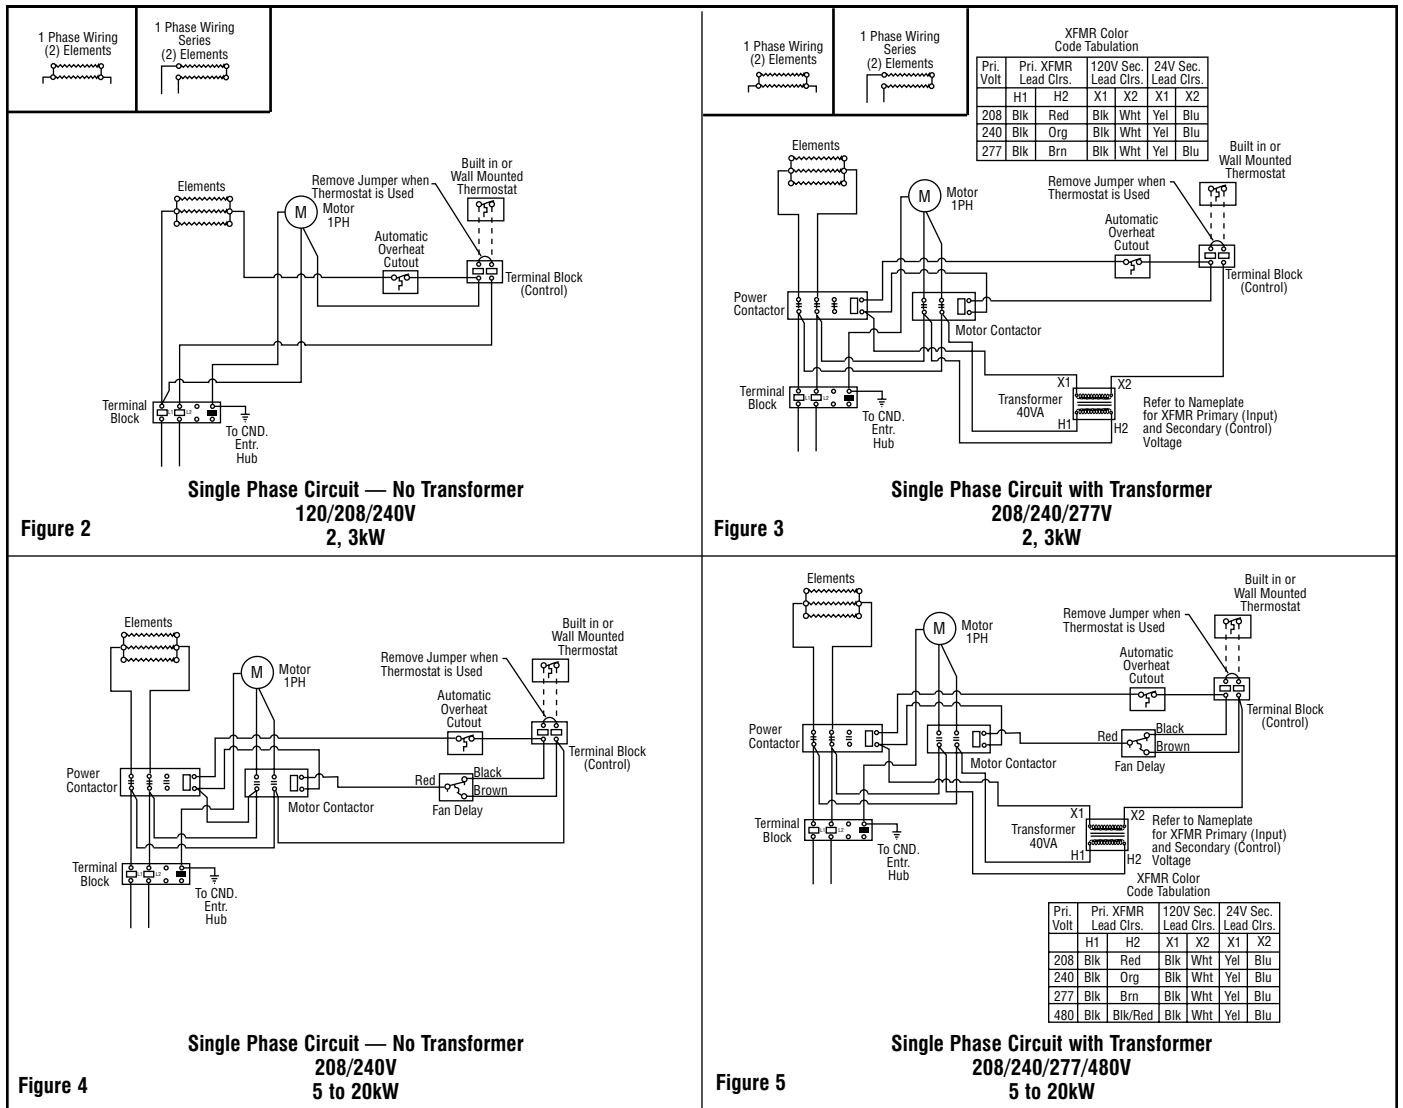 1 Phase Wiring
(2) Elements
1 Phase Wiring
Series
(2) Elements
Elements
M
Motor
1PH
Remove Jumper when
Thermostat is Used
Built in or
Wall Mounted
Thermostat
Automatic
Overheat
Cutout
Terminal Block
(Control)
Terminal
Block
L1 L2
To CND.
Entr.
Hub
Single Phase Circuit — No Transformer
120/208/240V
2, 3kW
Figure 2
1 Phase Wiring
(2) Elements
1 Phase Wiring
Series
(2) Elements
XFMR Color
Code Tabulation
Pri. Volt | Pri. XFMR Lead Clrs. | 120V Sec. Lead Clrs. | 24V Sec. Lead Clrs.
H1 H2 X1 X2 X1 X2
208 Blk Red Blk Wht Yel Blu
240 Blk Org Blk Wht Yel Blu
277 Blk Brn Blk Wht Yel Blu
Elements
M
Motor
1PH
Remove Jumper when
Thermostat is Used
Built in or
Wall Mounted
Thermostat
Automatic
Overheat
Cutout
Terminal Block
(Control)
Power
Contactor
Motor Contactor
Terminal
Block
L1 L2
To CND.
Entr.
Hub
X1 X2
Transformer
40VA
H1 H2
Refer to Nameplate
for XFMR Primary (Input)
and Secondary (Control)
Voltage
Single Phase Circuit with Transformer
208/240/277V
2, 3kW
Figure 3
Elements
M
Motor
1PH
Remove Jumper when
Thermostat is Used
Built in or
Wall Mounted
Thermostat
Automatic
Overheat
Cutout
Terminal Block
(Control)
Power
Contactor
Motor Contactor
Red
Black
Brown
Fan Delay
Terminal
Block
L1 L2
To CND.
Entr.
Hub
Single Phase Circuit — No Transformer
208/240V
5 to 20kW
Figure 4
Elements
M
Motor
1PH
Remove Jumper when
Thermostat is Used
Built in or
Wall Mounted
Thermostat
Automatic
Overheat
Cutout
Terminal Block
(Control)
Power
Contactor
Motor Contactor
Red
Black
Brown
Fan Delay
Terminal
Block
L1 L2
To CND.
Entr.
Hub
X1 X2
Transformer
40VA
H1 H2
Refer to Nameplate
for XFMR Primary (Input)
and Secondary (Control)
Voltage
XFMR Color
Code Tabulation
Pri. Volt | Pri. XFMR Lead Clrs. | 120V Sec. Lead Clrs. | 24V Sec. Lead Clrs.
H1 H2 X1 X2 X1 X2
208 Blk Red Blk Wht Yel Blu
240 Blk Org Blk Wht Yel Blu
277 Blk Brn Blk Wht Yel Blu
480 Blk Blk/Red Blk Wht Yel Blu
Single Phase Circuit with Transformer
208/240/277/480V
5 to 20kW
Figure 5